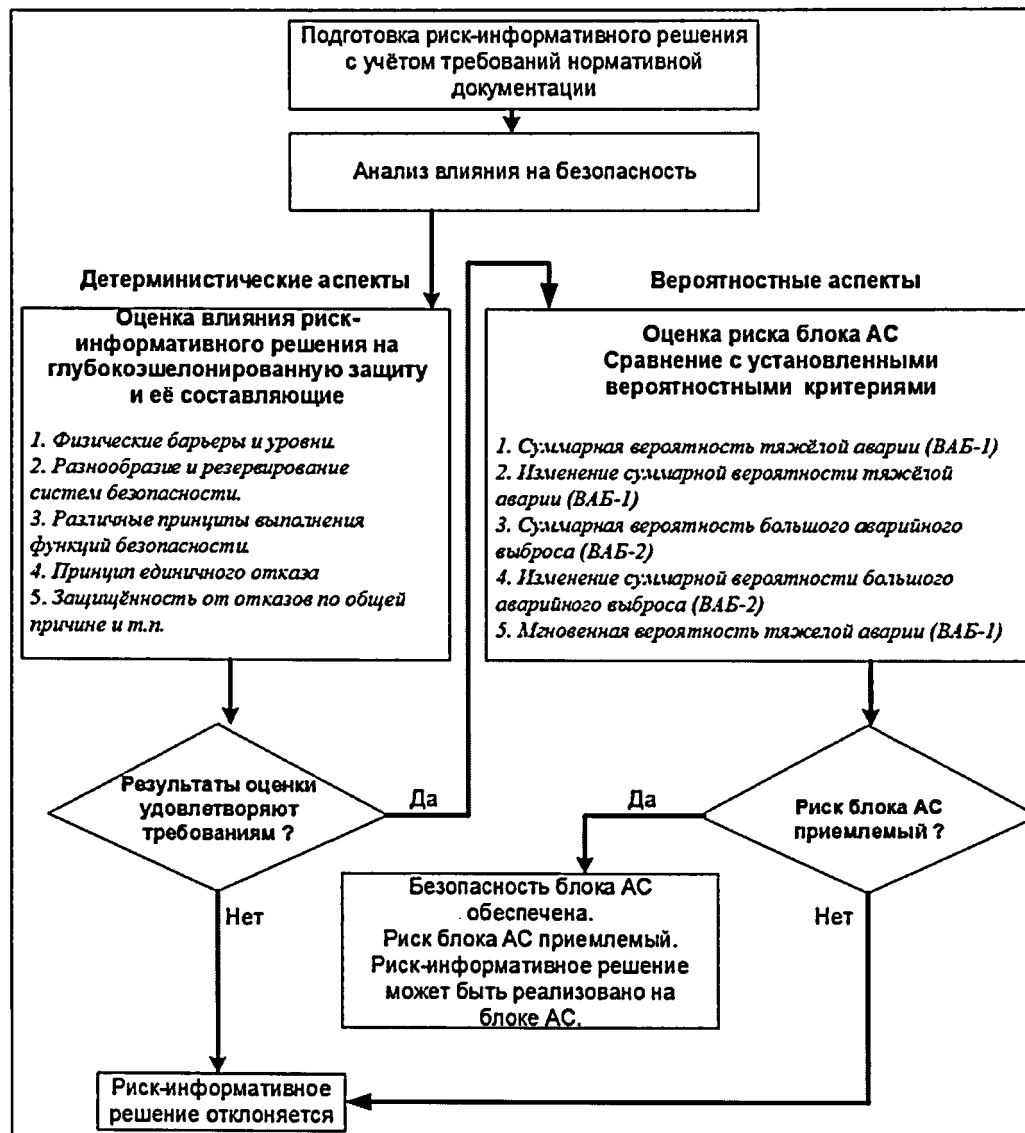 Подготовка риск-информативного решения
с учётом требований нормативной
документации
Анализ влияния на безопасность
Детерминистические аспекты
Оценка влияния риск-
информативного решения на
глубокоэшелонированную защиту
и её составляющие
1. Физические барьеры и уровни.
2. Разнообразие и резервирование
систем безопасности.
3. Различные принципы выполнения
функций безопасности.
4. Принцип единичного отказа
5. Защищённость от отказов по общей
причине и т.п.
Вероятностные аспекты
Оценка риска блока АС
Сравнение с установленными
вероятностными критериями
1. Суммарная вероятность тяжёлой аварии (ВАБ-1)
2. Изменение суммарной вероятности тяжёлой
аварии (ВАБ-1)
3. Суммарная вероятность большого аварийного
выброса (ВАБ-2)
4. Изменение суммарной вероятности большого
аварийного выброса (ВАБ-2)
5. Мгновенная вероятность тяжелой аварии (ВАБ-1)
Результаты оценки
удовлетворяют
требованиям ?
Да
Нет
Риск блока АС
приемлемый ?
Да
Нет
Безопасность блока АС
обеспечена.
Риск блока АС приемлемый.
Риск-информативное решение
может быть реализовано на
блоке АС.
Риск-информативное
решение отклоняется